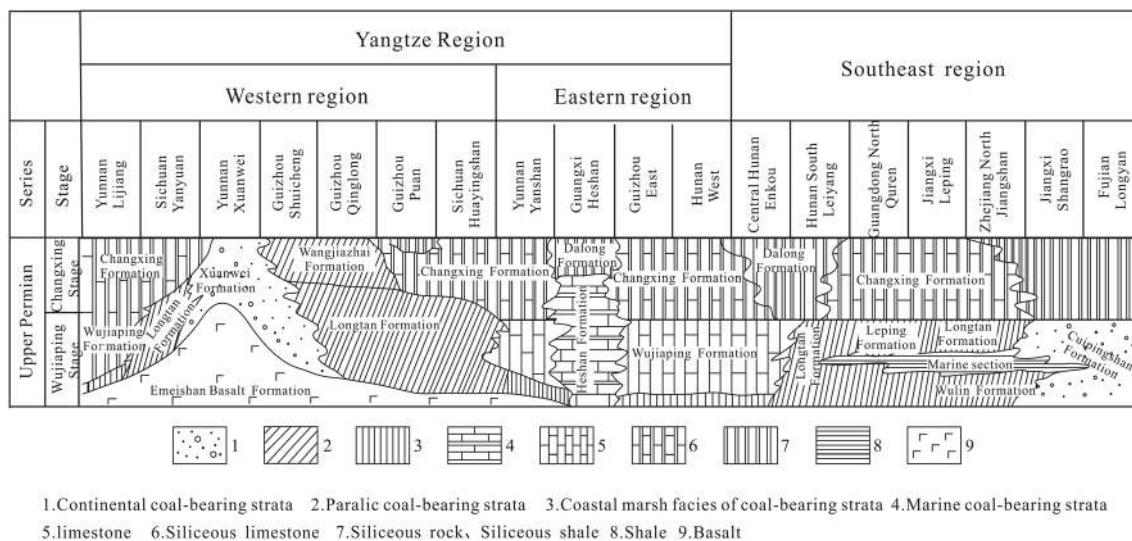 Yangtze Region
Southeast region
Western region
Eastern region
Series
Stage
Yunnan Lijiang
Sichuan Yanyuan
Yunnan Xuanwei
Guizhou Shuicheng
Guizhou Qinglong
Guizhou Puan
Sichuan Huayingshan
Yunnan Yanshan
Guangxi Heshan
Guizhou East
Hunan West
Central Hunan Enkou
Hunan South Leiyang
Guangdong North Quren
Jiangxi Leping
Zhejiang North Jiangshan
Jiangxi Shangrao
Fujian Longyan
Upper Permian
Changxing Stage
Wujiaping Stage
Changxing Formation
Xuanwei Formation
Wangjiazhai Formation
Changxing Formation
Dalong Formation
Changxing Formation
Dalong Formation
Changxing Formation
Wujiaping Formation
Longtan Formation
Longtan Formation
Heshan Formation
Wujiaping Formation
Longtan Formation
Leping Formation
Longtan Formation
Marine section
Wulin Formation
Cuipingshan Formation
Emeishan Basalt Formation
1 2 3 4 5 6 7 8 9
1.Continental coal-bearing strata 2.Paralic coal-bearing strata 3.Coastal marsh facies of coal-bearing strata 4.Marine coal-bearing strata
5.limestone 6.Siliceous limestone 7.Siliceous rock、Siliceous shale 8.Shale 9.Basalt